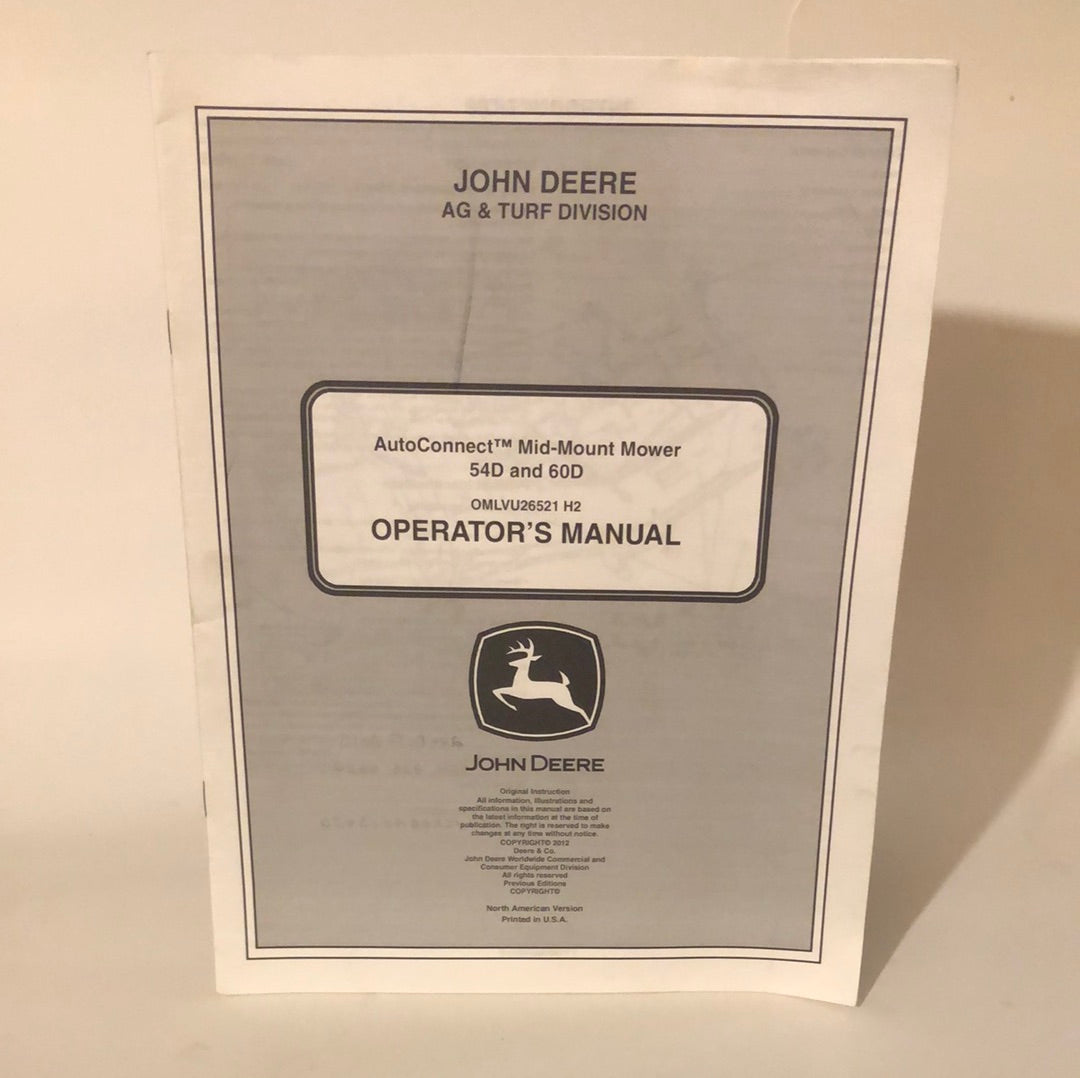 JOHN DEERE
AG & TURF DIVISION
AutoConnect™ Mid-Mount Mower
54D and 60D
OMLVU26521 H2
OPERATOR'S MANUAL
JOHN DEERE
Original Instruction
All information, illustrations and
specifications in this manual are based on
the latest information at the time of
publication. The right is reserved to make
changes at any time without notice.
COPYRIGHT© 2012
Deere & Co.
John Deere Worldwide Commercial and
Consumer Equipment Division
All rights reserved
Previous Editions
COPYRIGHT©
North American Version
Printed in U.S.A.